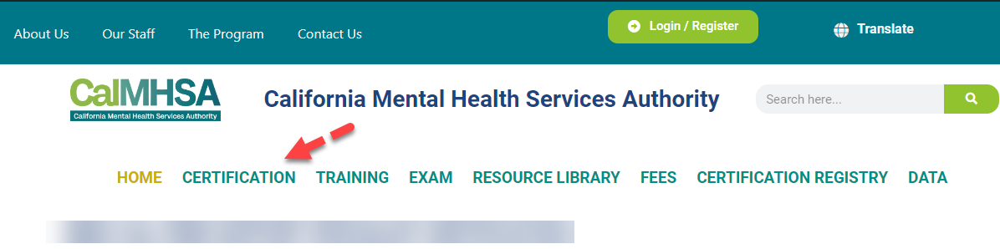 About Us Our Staff The Program Contact Us Login / Register Translate
CalMHSA
California Mental Health Services Authority
California Mental Health Services Authority
Search here...
HOME CERTIFICATION TRAINING EXAM RESOURCE LIBRARY FEES CERTIFICATION REGISTRY DATA